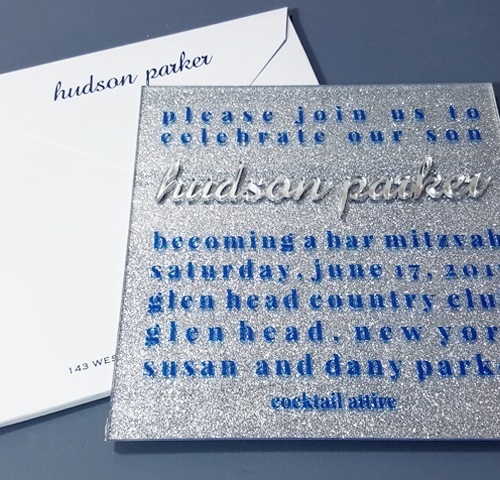 hudson parker
143 WES
please join us to
celebrate our son
hudson parker
becoming a bar mitzvah
saturday, june 17, 201
glen head country clu
glen head, new yor
susan and dany park
cocktail attire